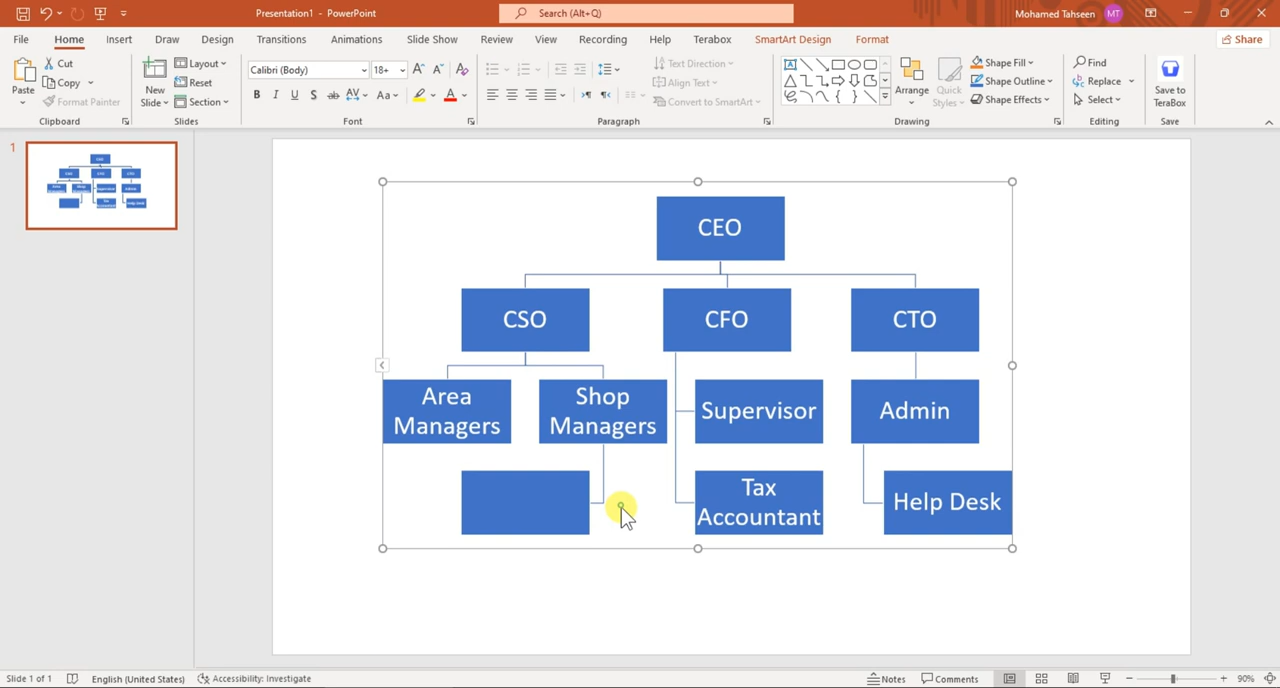 Presentation1 - PowerPoint
Search (Alt+Q)
Mohamed Tahseen
MT
File
Home
Insert
Draw
Design
Transitions
Animations
Slide Show
Review
View
Recording
Help
Terabox
SmartArt Design
Format
Share
Paste
Cut
Copy
Format Painter
Clipboard
New
Slide
Layout
Reset
Section
Slides
Calibri (Body)
18+
B I U S ab AV Aa
A
Font
Text Direction
Align Text
Convert to SmartArt
Paragraph
Arrange
Quick
Styles
Shape Fill
Shape Outline
Shape Effects
Drawing
Find
Replace
Select
Editing
Save to
TeraBox
Save
1
CEO
CSO
CFO
CTO
Area
Managers
Shop
Managers
Supervisor
Admin
Tax
Accountant
Help Desk
Slide 1 of 1
English (United States)
Accessibility: Investigate
Notes
Comments
90%